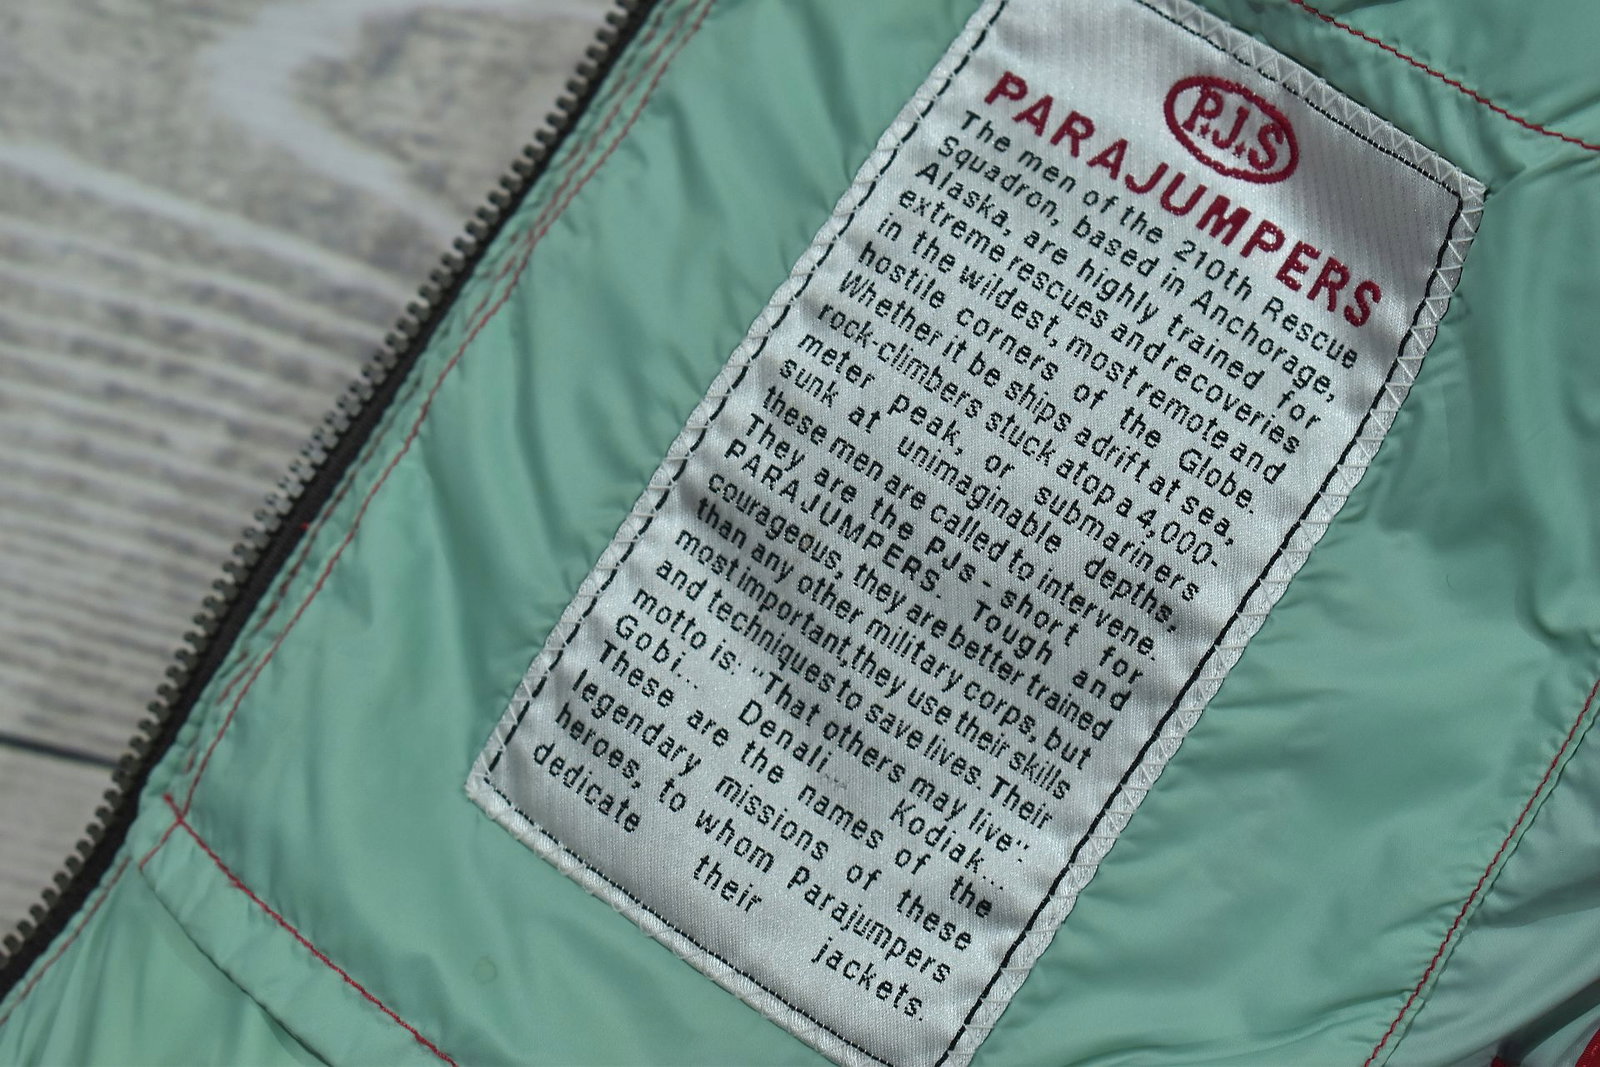 P.J.S
PARAJUMPERS
The men of the 210th Rescue
Squadron, based in Anchorage,
Alaska, are highly trained for
extreme rescues and recoveries
in the wildest, most remote and
hostile corners of the Globe.
Whether it be ships adrift at sea,
rock-climbers stuck atop a 4,000-
meter peak, or submariners
sunk at unimaginable depths,
these men are called to intervene.
They are the PJs - short for
PARAJUMPERS. Tough and
courageous, they are better trained
than any other military corps, but
most important, they use their skills
and techniques to save lives. Their
motto is: "That others may live".
Gobi... Denali... Kodiak...
These are the names of the
legendary missions of these
heroes, to whom Parajumpers
dedicate their jackets.